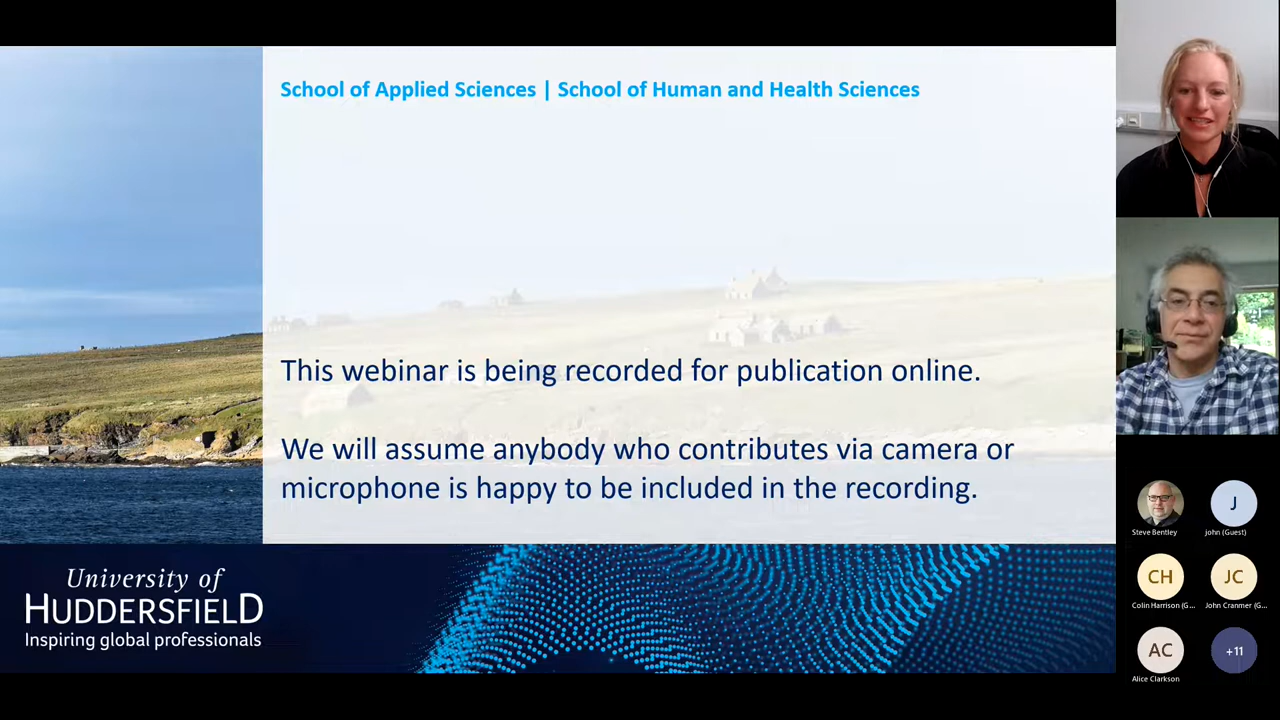 School of Applied Sciences | School of Human and Health Sciences
This webinar is being recorded for publication online.
We will assume anybody who contributes via camera or
microphone is happy to be included in the recording.
University of
HUDDERSFIELD
Inspiring global professionals
Steve Bentley
J
john (Guest)
CH
Colin Harrison (G...
JC
John Cranmer (G...
AC
Alice Clarkson
+11